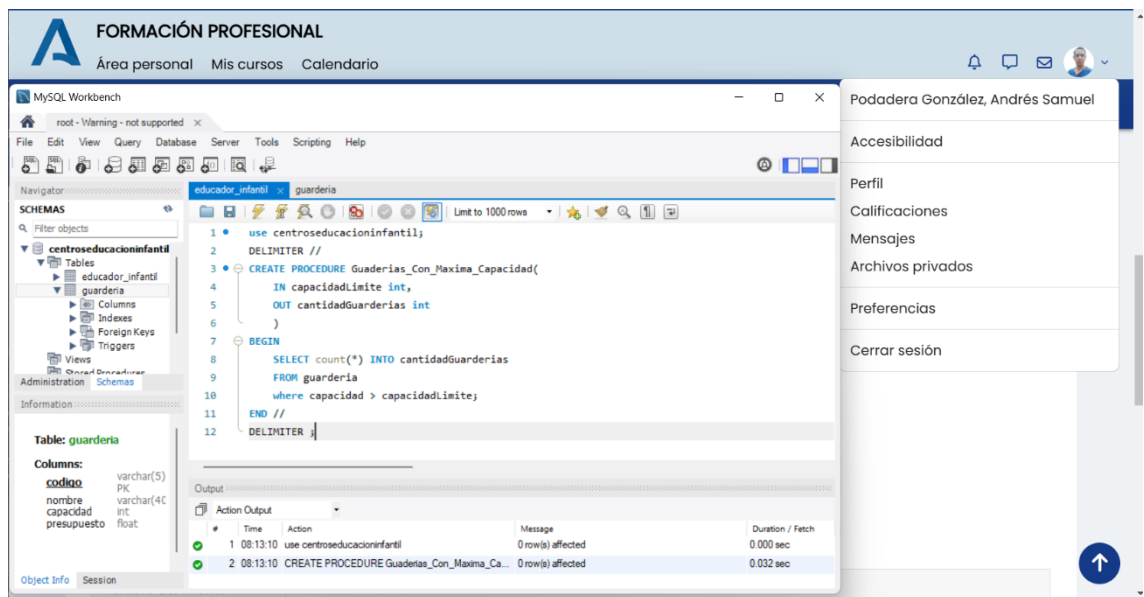 FORMACIÓN PROFESIONAL
Área personal Mis cursos Calendario
MySQL Workbench
root - Warning - not supported
File Edit View Query Database Server Tools Scripting Help
Navigator
SCHEMAS
Filter objects
centroseducacioninfantil
Tables
educador_infantil
guarderia
Columns
Indexes
Foreign Keys
Triggers
Views
Stored Procedures
Administration Schemas
Information
Table: guarderia
Columns:
codigo varchar(5) PK
nombre varchar(40
capacidad int
presupuesto float
Object Info Session
educador_infantil guarderia
Limit to 1000 rows
1 use centroseducacioninfantil;
2 DELIMITER //
3 CREATE PROCEDURE Guaderias_Con_Maxima_Capacidad(
4 IN capacidadLimite int,
5 OUT cantidadGuarderias int
6 )
7 BEGIN
8 SELECT count(*) INTO cantidadGuarderias
9 FROM guarderia
10 where capacidad > capacidadLimite;
11 END //
12 DELIMITER ;
Output
Action Output
# Time Action Message Duration / Fetch
1 08:13:10 use centroseducacioninfantil 0 row(s) affected 0.000 sec
2 08:13:10 CREATE PROCEDURE Guaderias_Con_Maxima_Ca... 0 row(s) affected 0.032 sec
Podadera González, Andrés Samuel
Accesibilidad
Perfil
Calificaciones
Mensajes
Archivos privados
Preferencias
Cerrar sesión